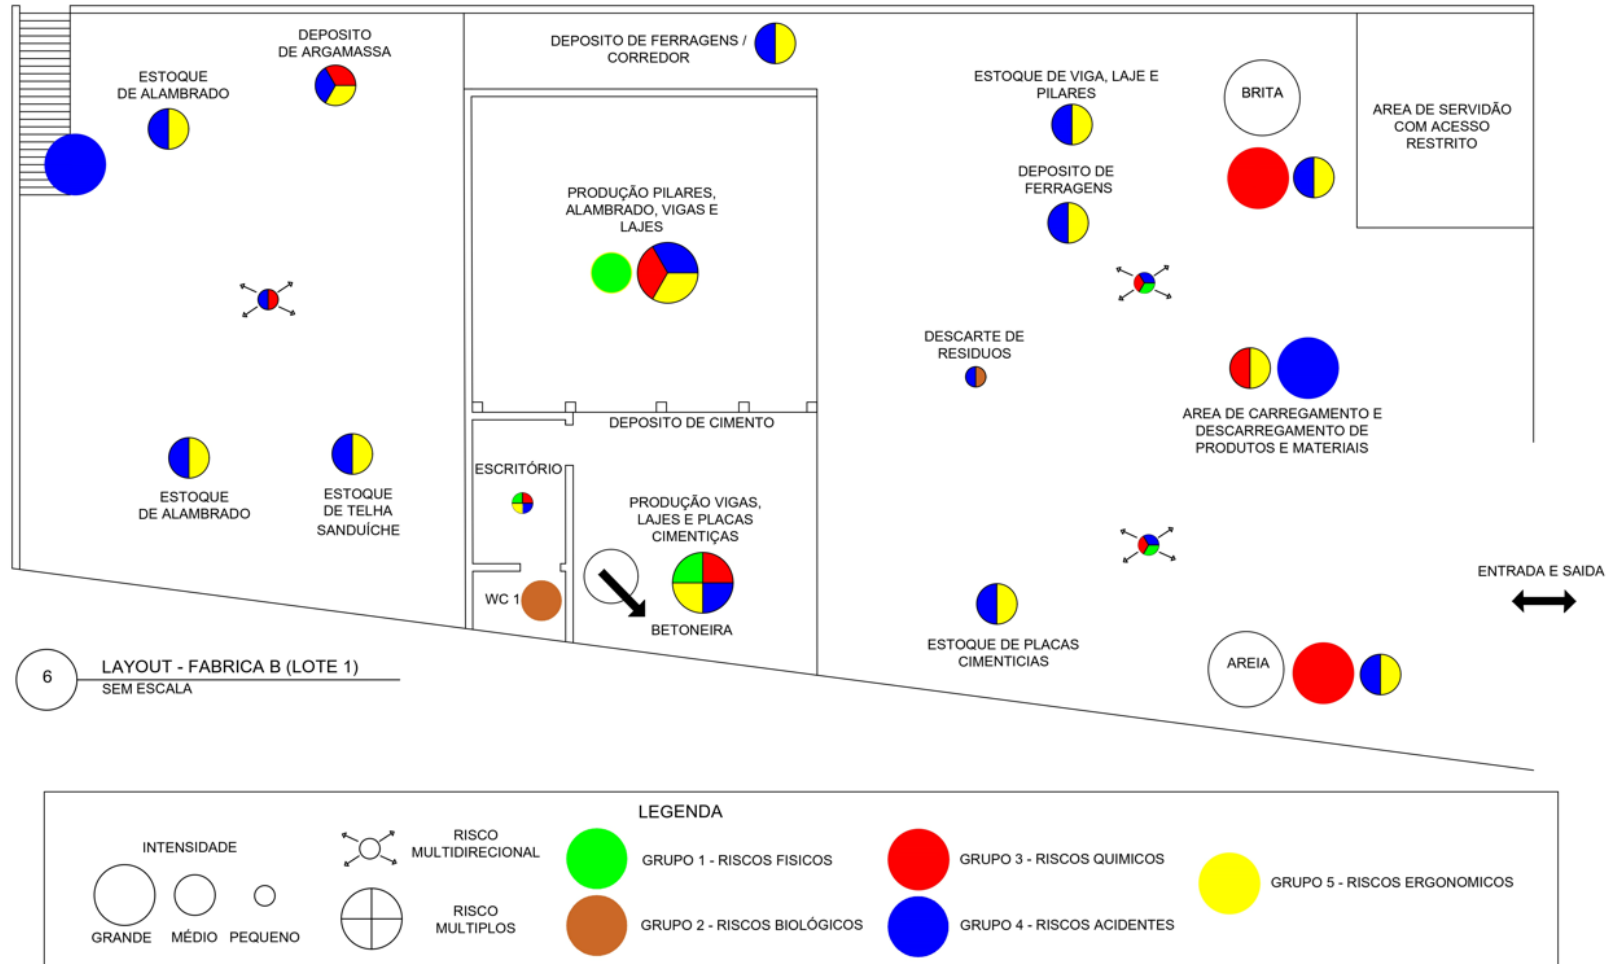 DEPOSITO
DE ARGAMASSA
ESTOQUE
DE ALAMBRADO
DEPOSITO DE FERRAGENS /
CORREDOR
ESTOQUE DE VIGA, LAJE E
PILARES
BRITA
AREA DE SERVIDÃO
COM ACESSO
RESTRITO
DEPOSITO DE
FERRAGENS
PRODUÇÃO PILARES,
ALAMBRADO, VIGAS E
LAJES
DESCARTE DE
RESIDUOS
AREA DE CARREGAMENTO E
DESCARREGAMENTO DE
PRODUTOS E MATERIAIS
DEPOSITO DE CIMENTO
ESCRITÓRIO
ESTOQUE
DE ALAMBRADO
ESTOQUE
DE TELHA
SANDUÍCHE
PRODUÇÃO VIGAS,
LAJES E PLACAS
CIMENTIÇAS
WC 1
BETONEIRA
ESTOQUE DE PLACAS
CIMENTICIAS
ENTRADA E SAIDA
AREIA
6
LAYOUT - FABRICA B (LOTE 1)
SEM ESCALA
LEGENDA
INTENSIDADE
GRANDE
MÉDIO
PEQUENO
RISCO
MULTIDIRECIONAL
RISCO
MULTIPLOS
GRUPO 1 - RISCOS FISICOS
GRUPO 2 - RISCOS BIOLÓGICOS
GRUPO 3 - RISCOS QUIMICOS
GRUPO 4 - RISCOS ACIDENTES
GRUPO 5 - RISCOS ERGONOMICOS